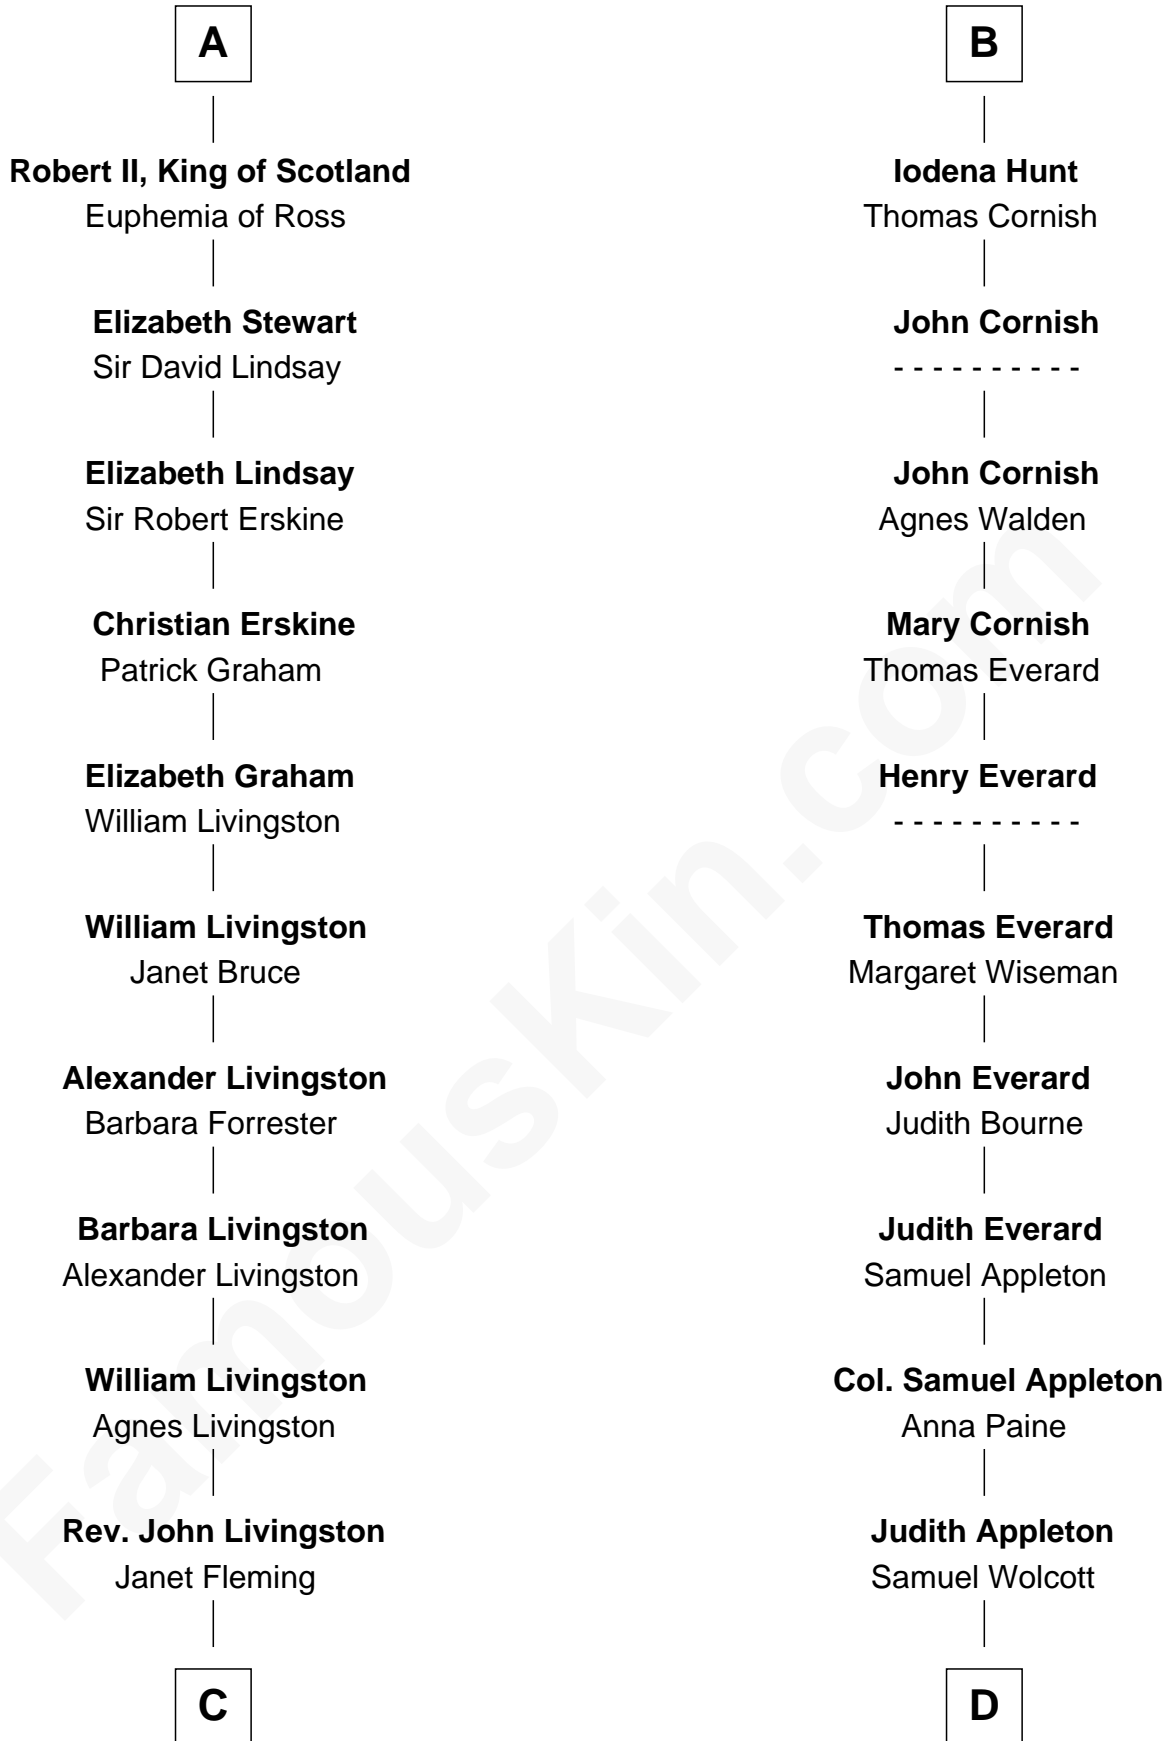 A
Robert II, King of Scotland
Euphemia of Ross
Elizabeth Stewart
Sir David Lindsay
Elizabeth Lindsay
Sir Robert Erskine
Christian Erskine
Patrick Graham
Elizabeth Graham
William Livingston
William Livingston
Janet Bruce
Alexander Livingston
Barbara Forrester
Barbara Livingston
Alexander Livingston
William Livingston
Agnes Livingston
Rev. John Livingston
Janet Fleming
C
B
Iodena Hunt
Thomas Cornish
John Cornish
- - - - - - - - - -
John Cornish
Agnes Walden
Mary Cornish
Thomas Everard
Henry Everard
- - - - - - - - - -
Thomas Everard
Margaret Wiseman
John Everard
Judith Bourne
Judith Everard
Samuel Appleton
Col. Samuel Appleton
Anna Paine
Judith Appleton
Samuel Wolcott
D
FamousKin.com